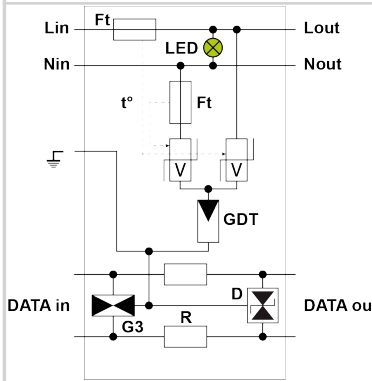 Ft
Lin
Lout
LED
Nin
Nout
t°
Ft
V
V
GDT
D
DATA in
R
DATA ou
G3